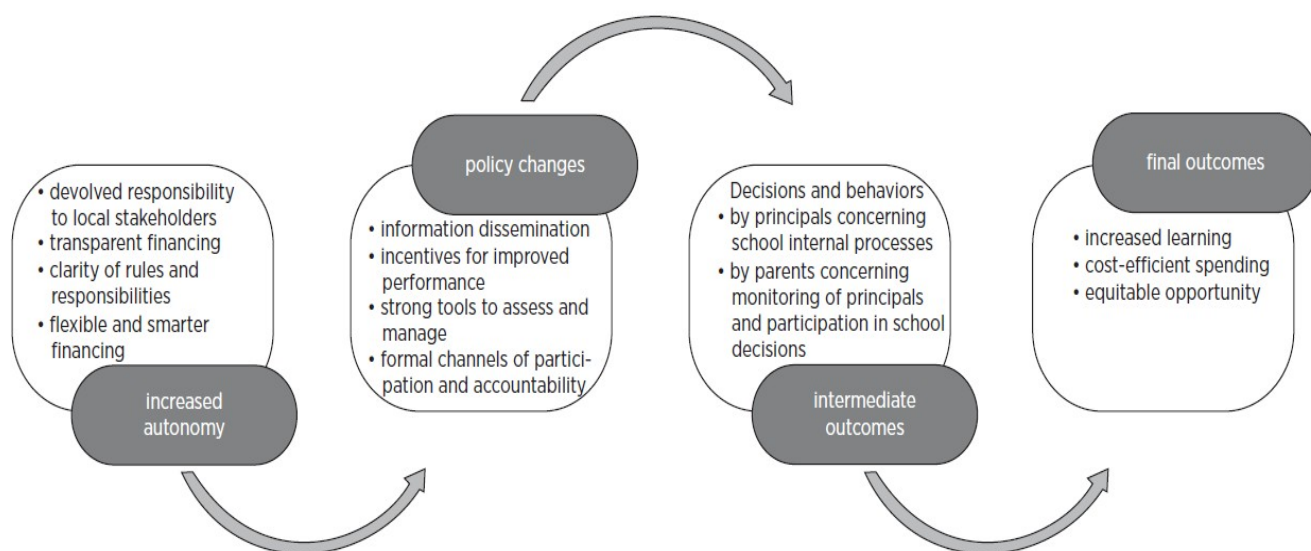 • devolved responsibility
to local stakeholders
• transparent financing
• clarity of rules and
responsibilities
• flexible and smarter
financing
increased
autonomy
policy changes
• information dissemination
• incentives for improved
performance
• strong tools to assess and
manage
• formal channels of partici-
pation and accountability
Decisions and behaviors
• by principals concerning
school internal processes
• by parents concerning
monitoring of principals
and participation in school
decisions
intermediate
outcomes
final outcomes
• increased learning
• cost-efficient spending
• equitable opportunity